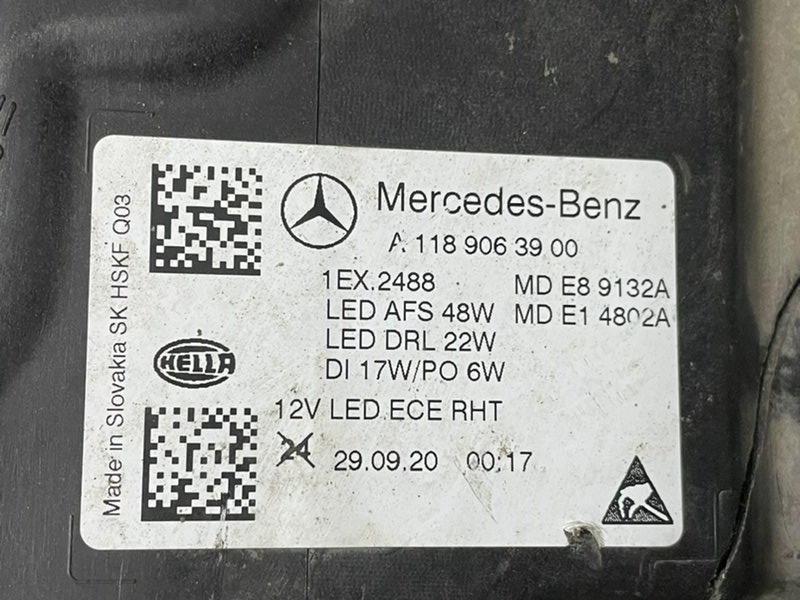 Mercedes-Benz
A 118 906 39 00
1EX.2488 MD E8 9132A
LED AFS 48W MD E1 4802A
LED DRL 22W
DI 17W/PO 6W
12V LED ECE RHT
24 29.09.20 00:17
HELLA
Made in Slovakia SK HSKF Q03